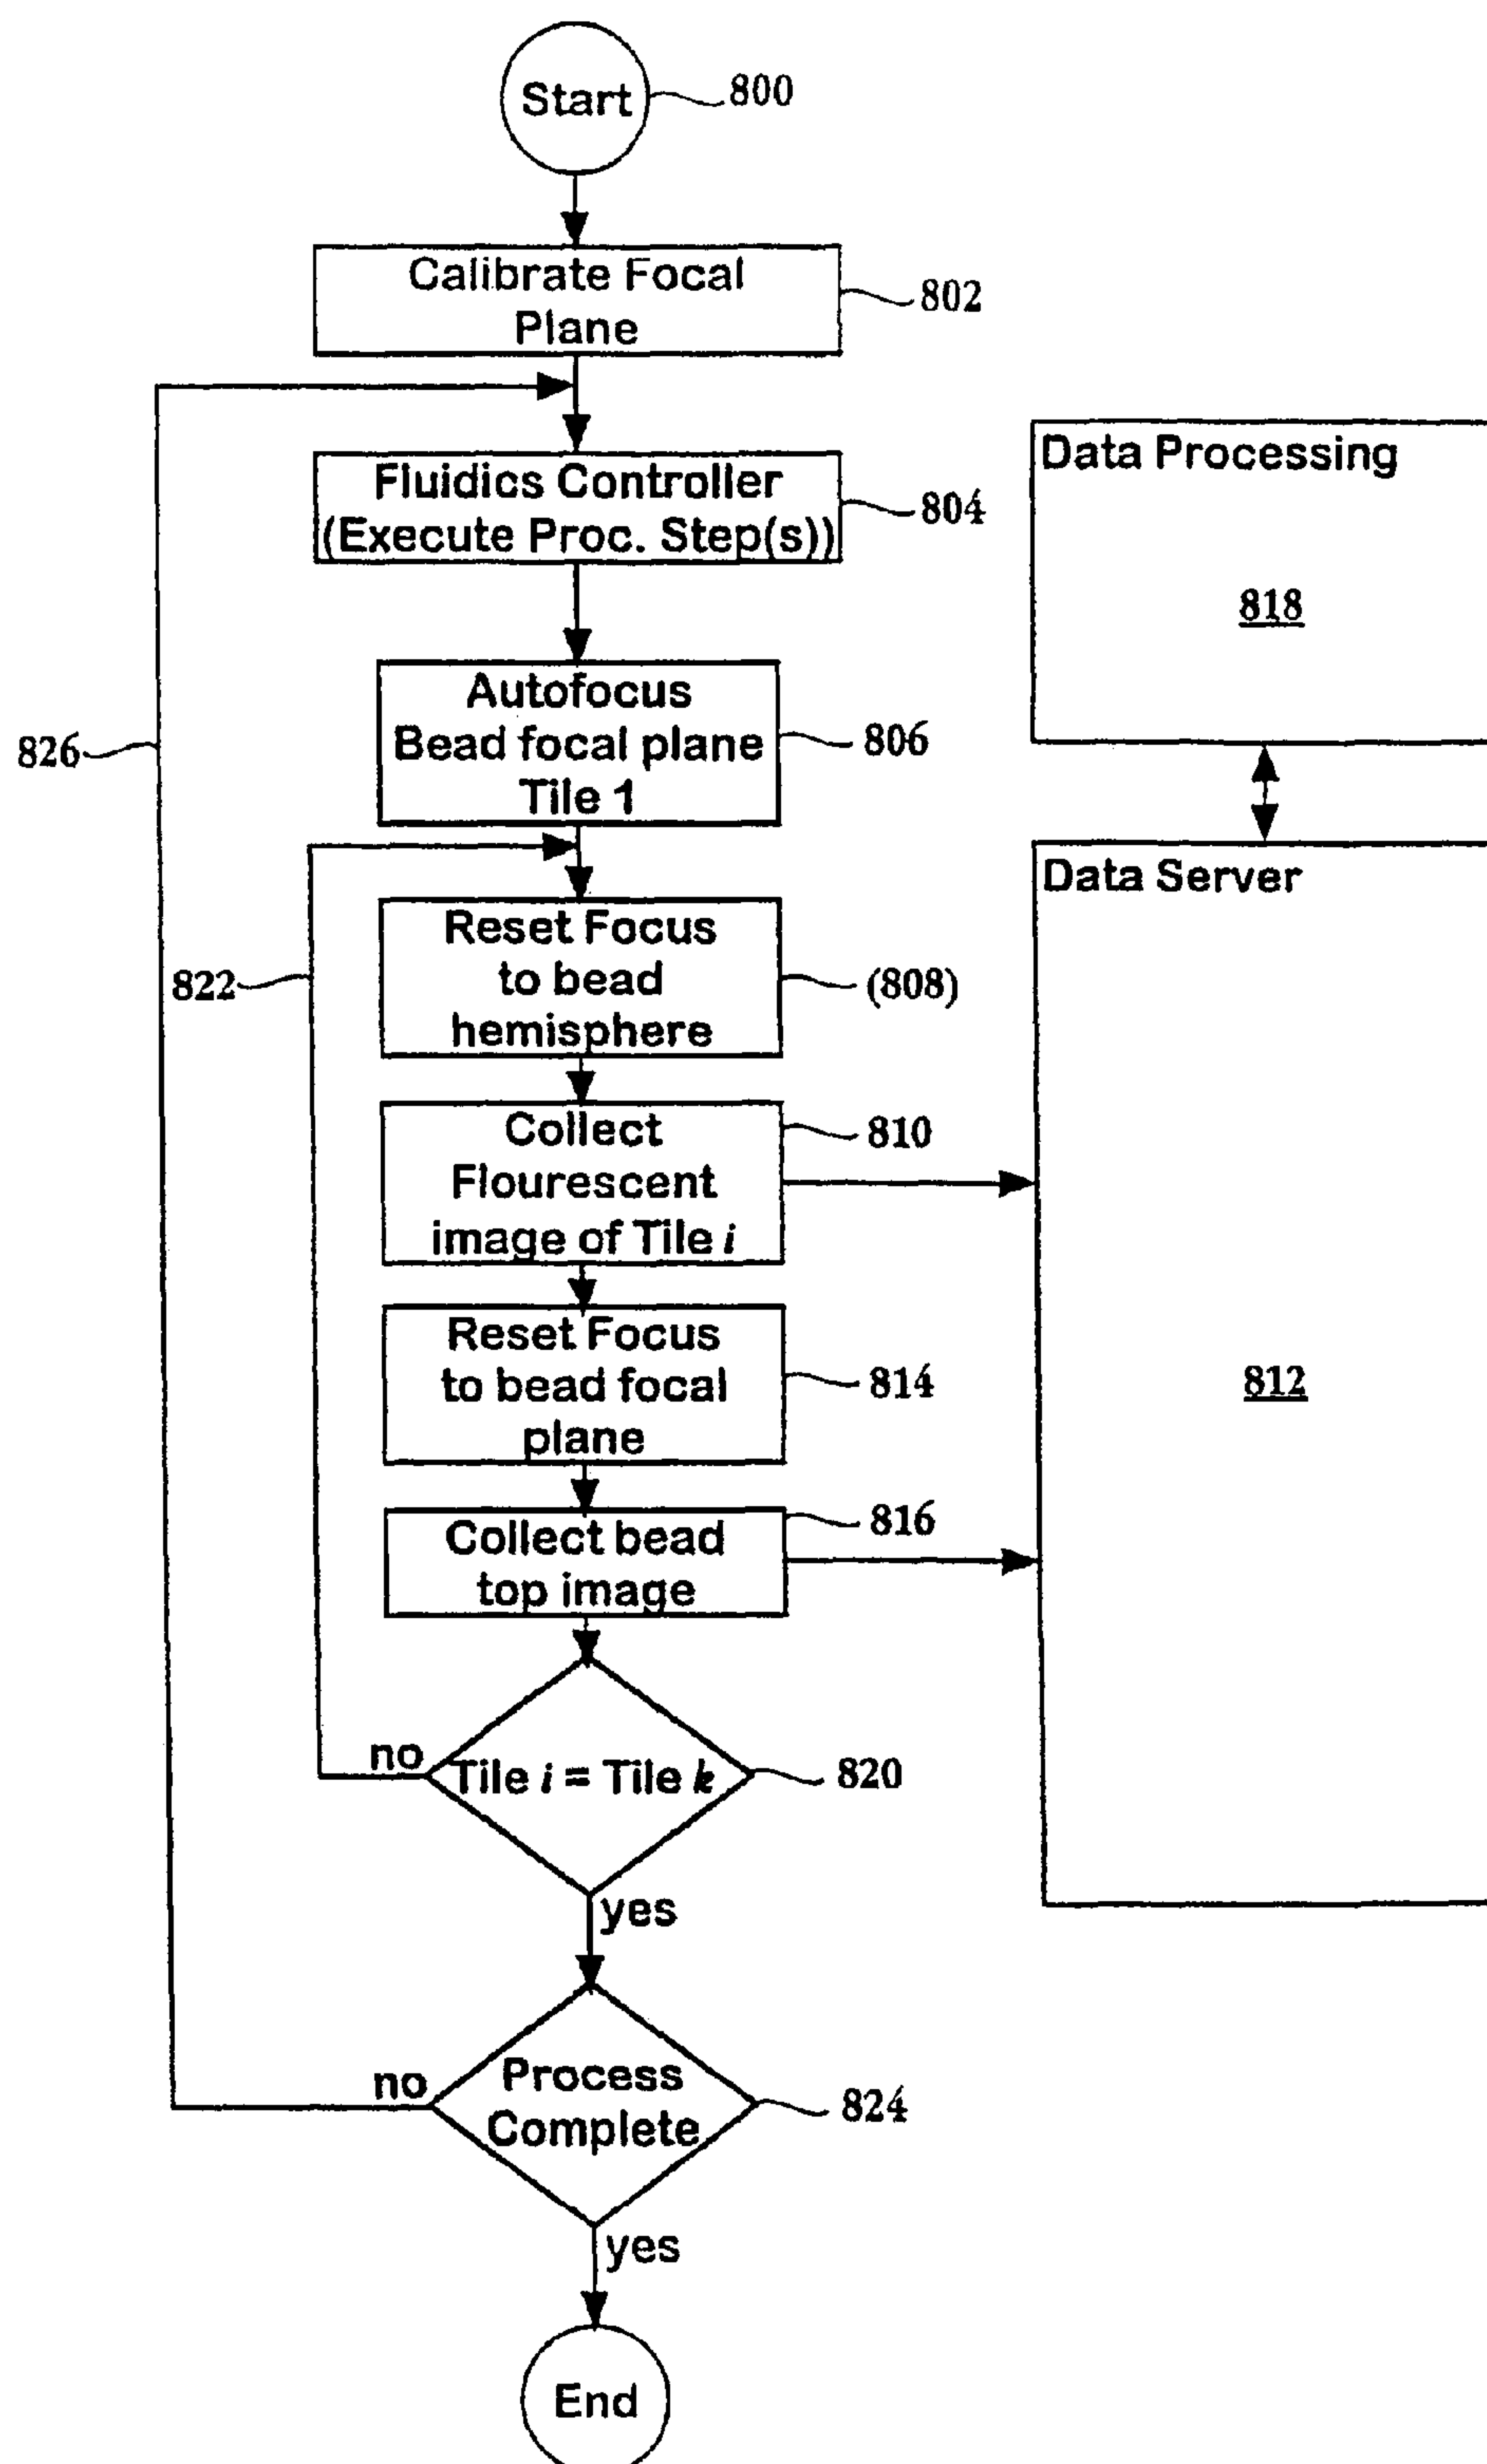 Start
800
Calibrate Focal
Plane
802
Fluidics Controller
(Execute Proc. Step(s))
804
Data Processing
818
Autofocus
Bead focal plane
Tile 1
806
826
Data Server
812
Reset Focus
to bead
hemisphere
(808)
822
Collect
Flourescent
image of Tile i
810
Reset Focus
to bead focal
plane
814
Collect bead
top image
816
no
Tile i = Tile k
820
yes
no
Process
Complete
824
yes
End